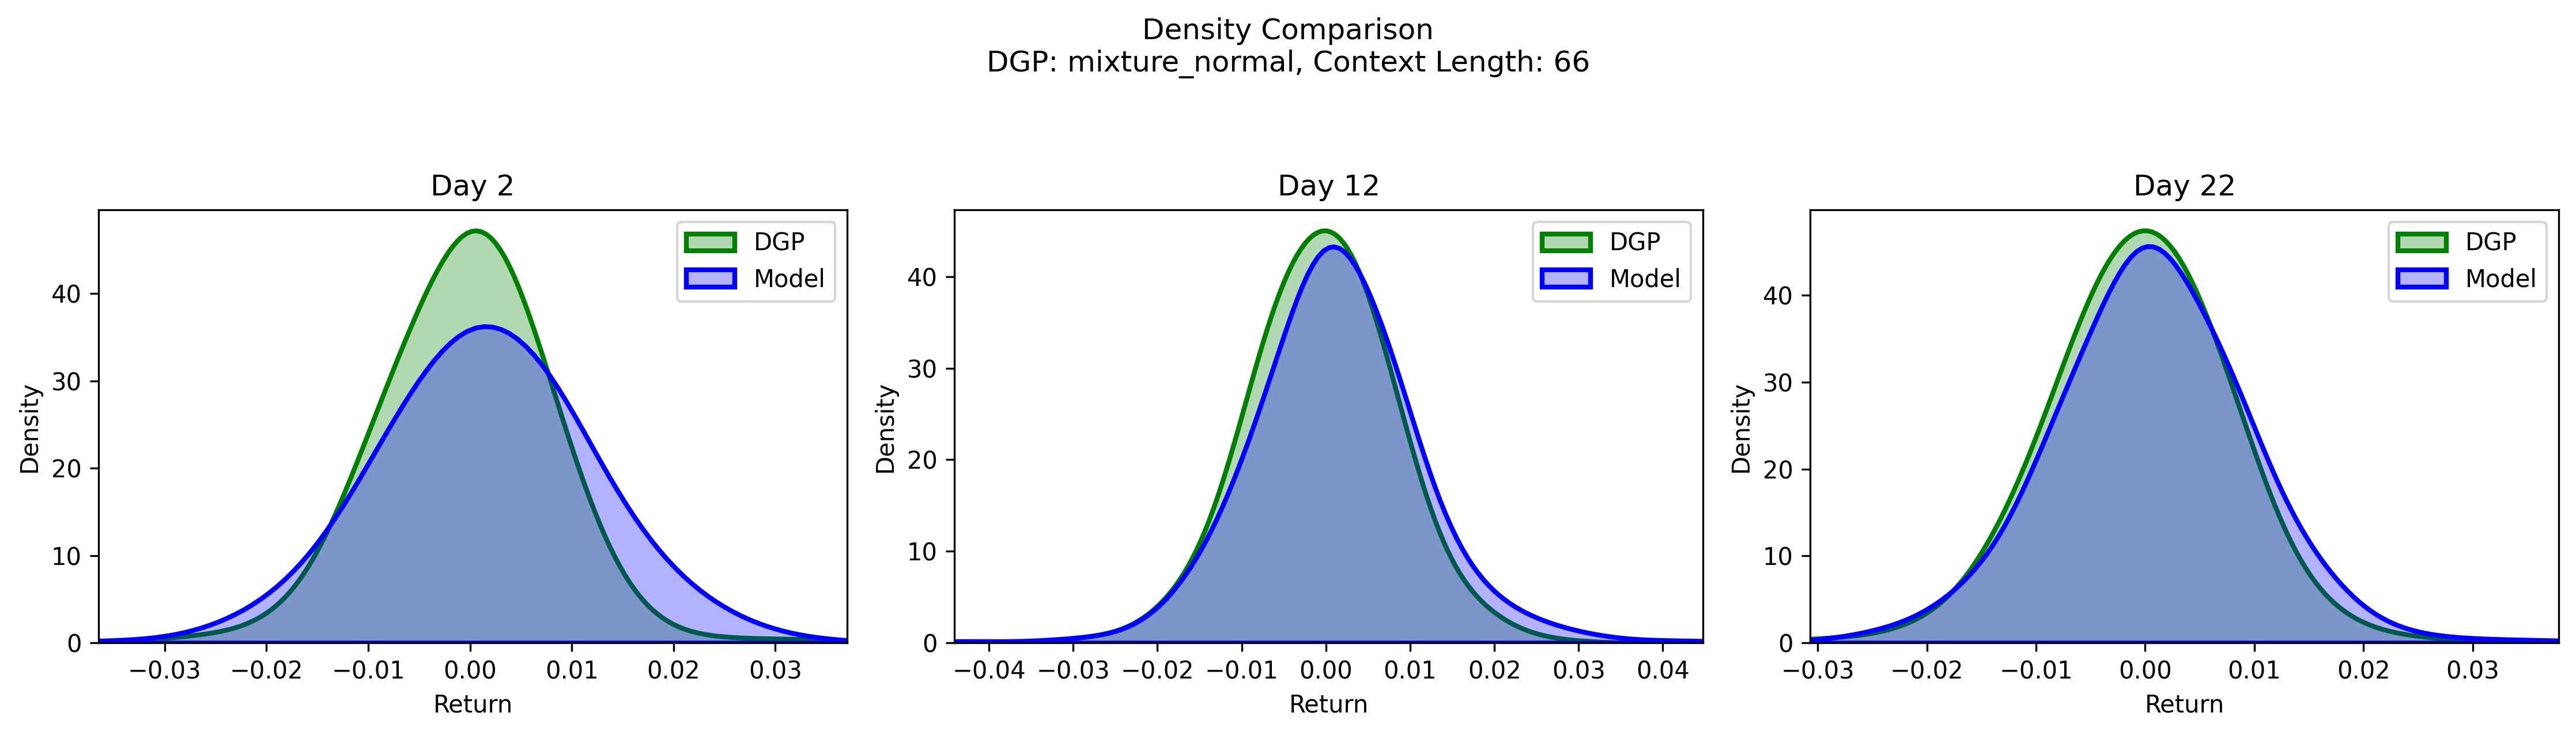 Density Comparison
DGP: mixture_normal, Context Length: 66
Day 2
DGP
Model
Density
40
30
20
10
0
−0.03 −0.02 −0.01 0.00 0.01 0.02 0.03
Return
Day 12
DGP
Model
Density
40
30
20
10
0
−0.04 −0.03 −0.02 −0.01 0.00 0.01 0.02 0.03 0.04
Return
Day 22
DGP
Model
Density
40
30
20
10
0
−0.03 −0.02 −0.01 0.00 0.01 0.02 0.03
Return